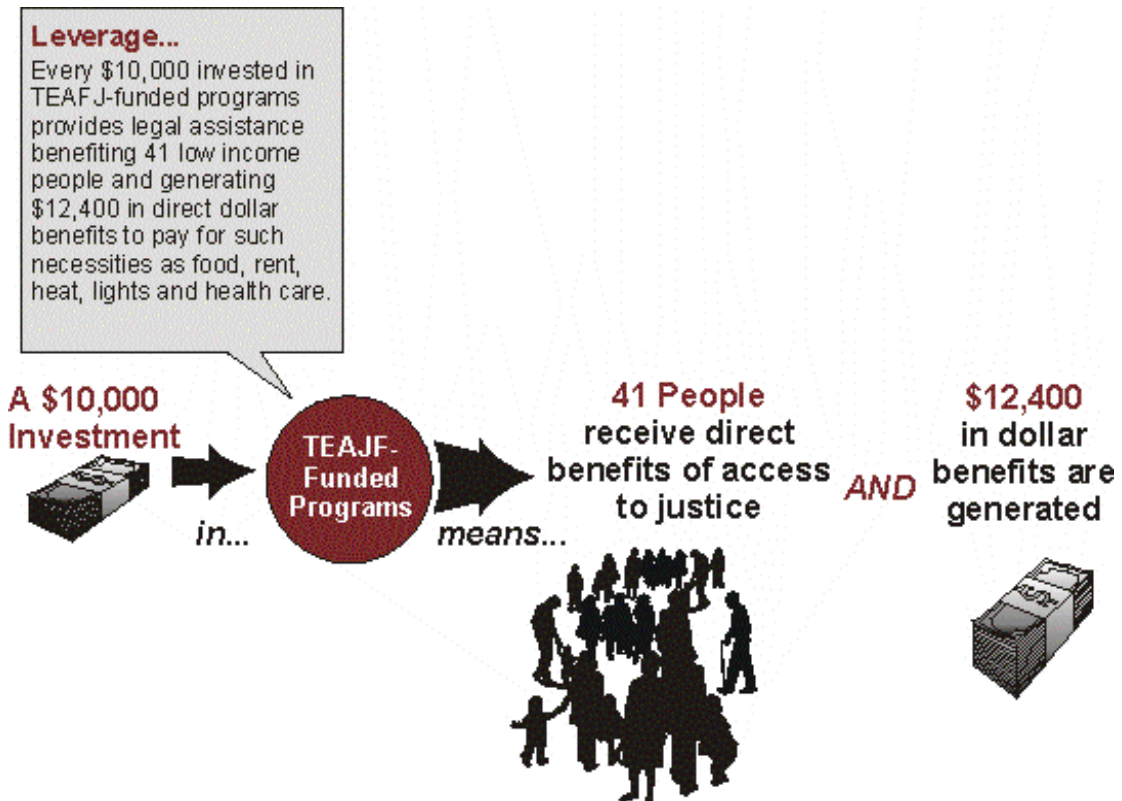 Leverage...
Every $10,000 invested in
TEAFJ-funded programs
provides legal assistance
benefiting 41 low income
people and generating
$12,400 in direct dollar
benefits to pay for such
necessities as food, rent,
heat, lights and health care.
A $10,000
Investment
in...
TEAJF-
Funded
Programs
means...
41 People
receive direct
benefits of access
to justice
AND
$12,400
in dollar
benefits are
generated